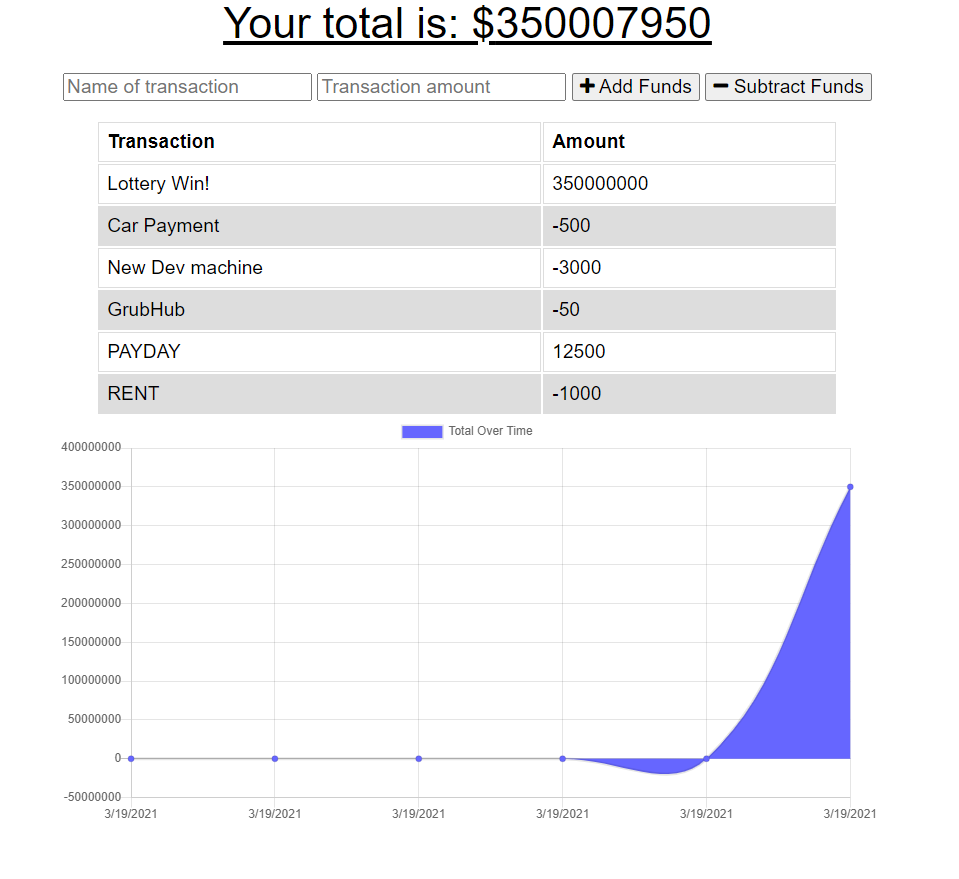 Your total is: $350007950
Name of transaction Transaction amount + Add Funds − Subtract Funds
Transaction Amount
Lottery Win! 350000000
Car Payment -500
New Dev machine -3000
GrubHub -50
PAYDAY 12500
RENT -1000
Total Over Time
400000000
350000000
300000000
250000000
200000000
150000000
100000000
50000000
0
-50000000
3/19/2021 3/19/2021 3/19/2021 3/19/2021 3/19/2021 3/19/2021